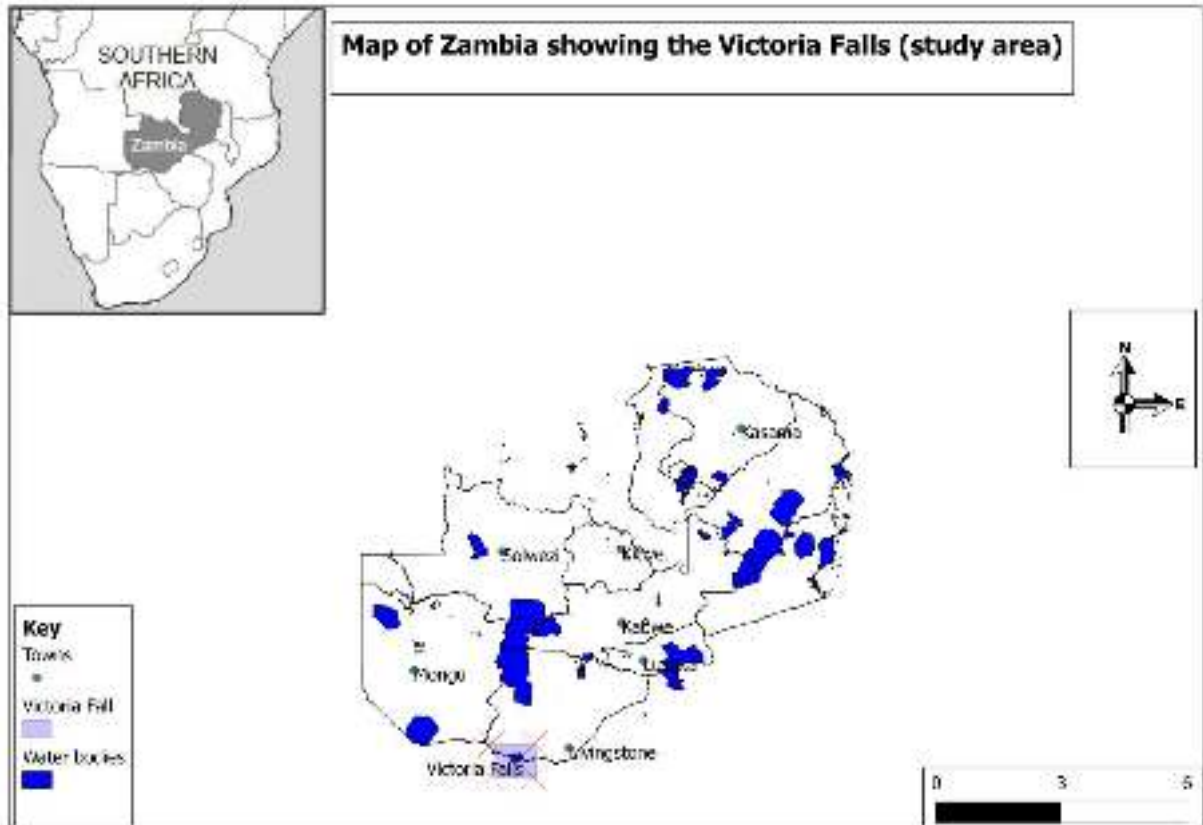 SOUTHERN
AFRICA
Zambia
Map of Zambia showing the Victoria Falls (study area)
N
E
Kasama
Solwezi
Kitwe
Kabwe
Mongu
Livingstone
Victoria Falls
Key
Towns
Victoria Fall
Water bodies
0 3 6